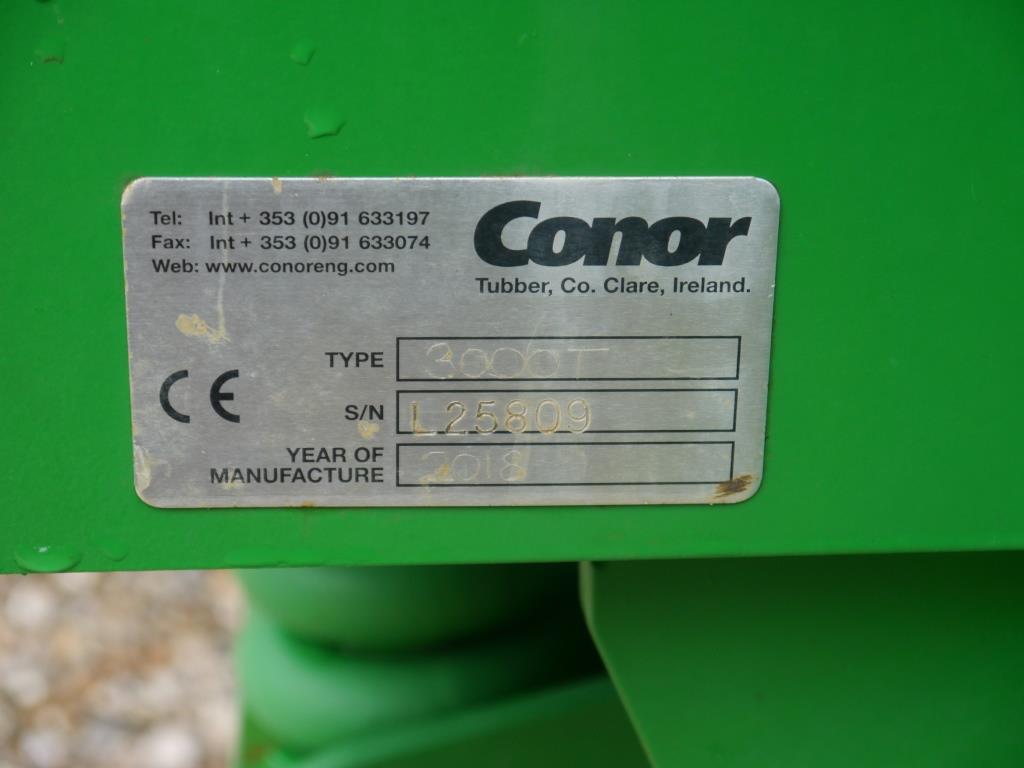 Tel: Int + 353 (0)91 633197
Fax: Int + 353 (0)91 633074
Web: www.conoreng.com
Conor
Tubber, Co. Clare, Ireland.
CE
TYPE 3000T
S/N L25809
YEAR OF
MANUFACTURE 2018